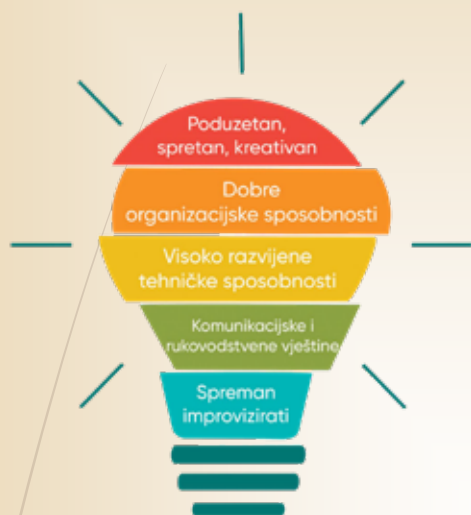 Poduzetan,
spretan, kreativan
Dobre
organizacijske sposobnosti
Visoko razvijene
tehničke sposobnosti
Komunikacijske i
rukovodstvene vještine
Spreman
improvizirati